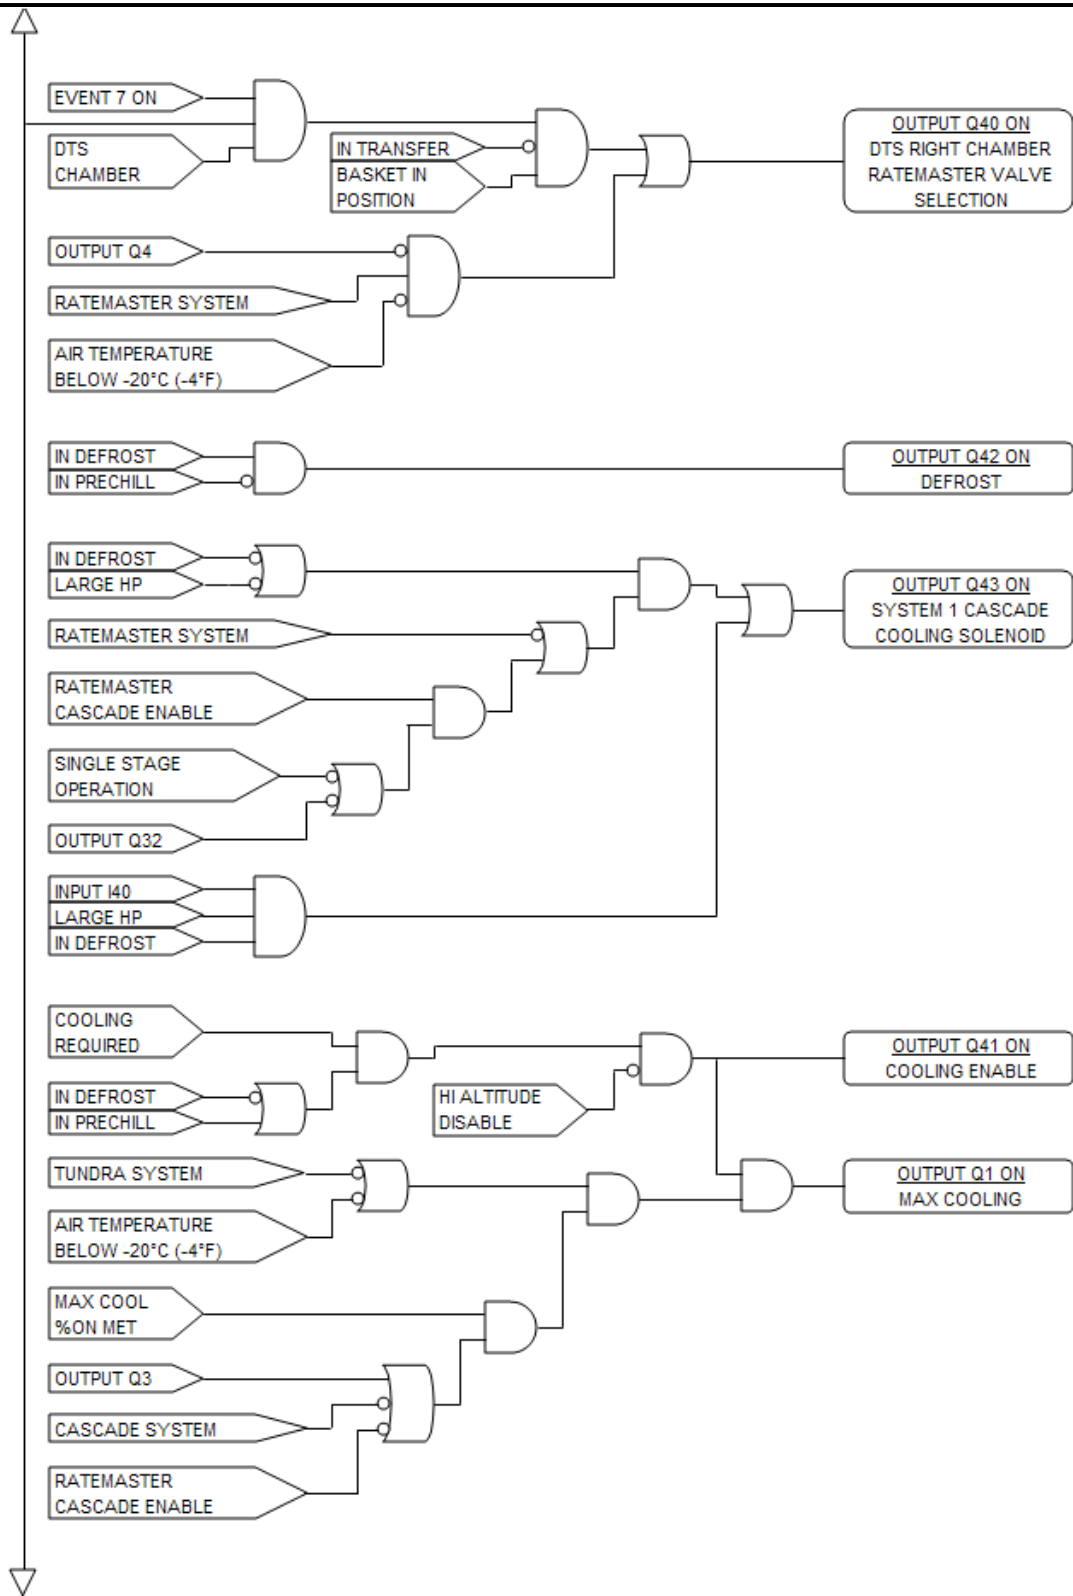 EVENT 7 ON
DTS
CHAMBER
IN TRANSFER
BASKET IN
POSITION
OUTPUT Q40 ON
DTS RIGHT CHAMBER
RATEMASTER VALVE
SELECTION
OUTPUT Q4
RATEMASTER SYSTEM
AIR TEMPERATURE
BELOW -20°C (-4°F)
IN DEFROST
IN PRECHILL
OUTPUT Q42 ON
DEFROST
IN DEFROST
LARGE HP
RATEMASTER SYSTEM
RATEMASTER
CASCADE ENABLE
SINGLE STAGE
OPERATION
OUTPUT Q32
INPUT I40
LARGE HP
IN DEFROST
OUTPUT Q43 ON
SYSTEM 1 CASCADE
COOLING SOLENOID
COOLING
REQUIRED
IN DEFROST
IN PRECHILL
HI ALTITUDE
DISABLE
OUTPUT Q41 ON
COOLING ENABLE
TUNDRA SYSTEM
AIR TEMPERATURE
BELOW -20°C (-4°F)
MAX COOL
%ON MET
OUTPUT Q3
CASCADE SYSTEM
RATEMASTER
CASCADE ENABLE
OUTPUT Q1 ON
MAX COOLING